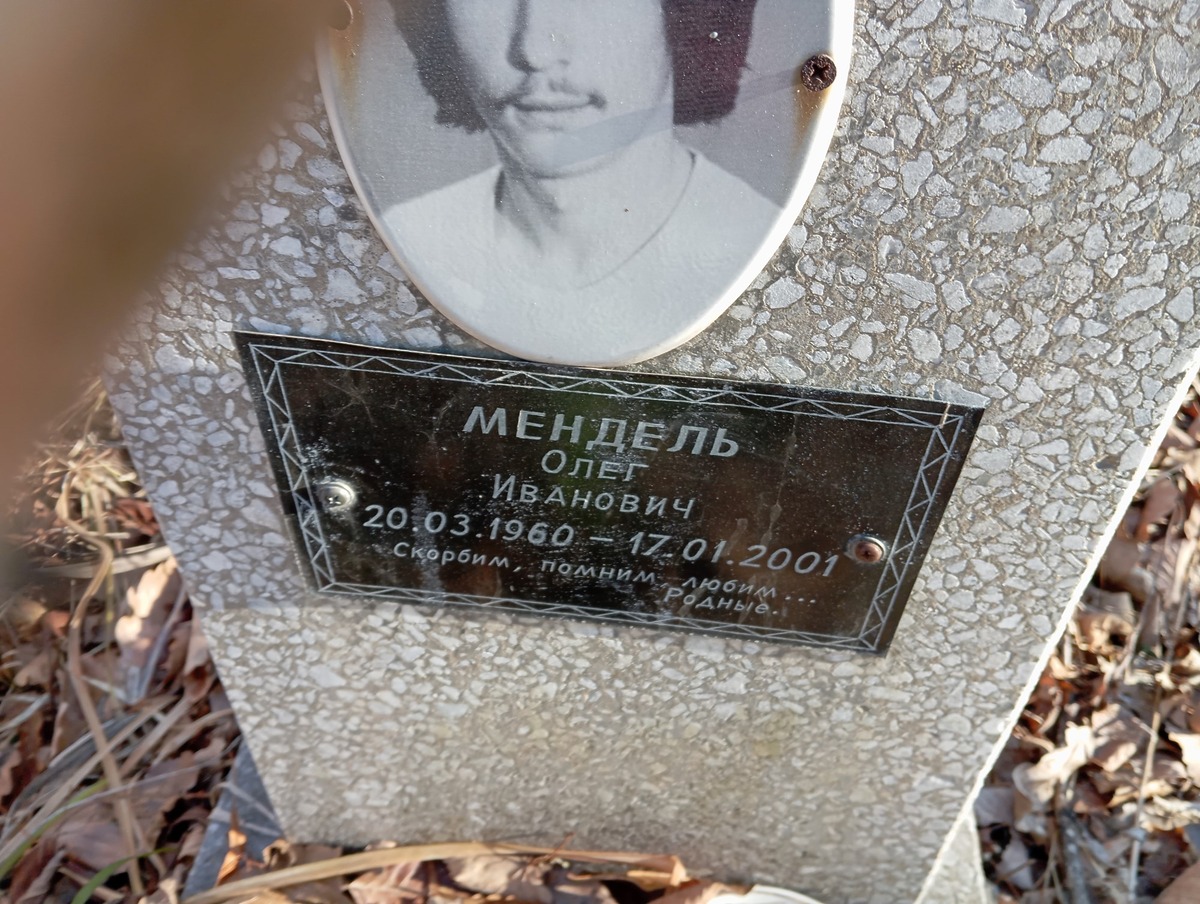 МЕНДЕЛЬ
ОЛЕГ
ИВАНОВИЧ
20.03.1960 – 17.01.2001
Скорбим, помним, любим...
Родные.